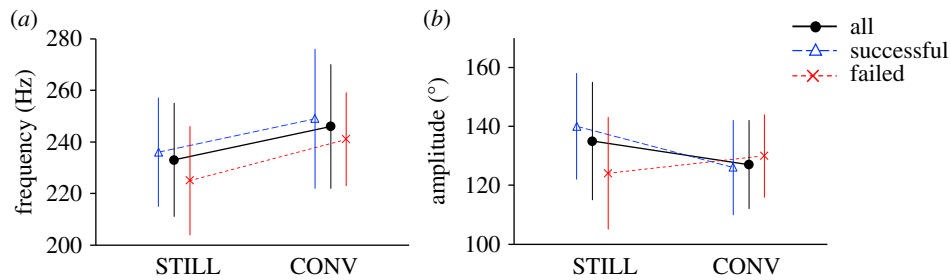 (a)
280
260
240
220
200
frequency (Hz)
STILL
CONV
(b)
160
140
120
100
amplitude (°)
STILL
CONV
all
successful
failed